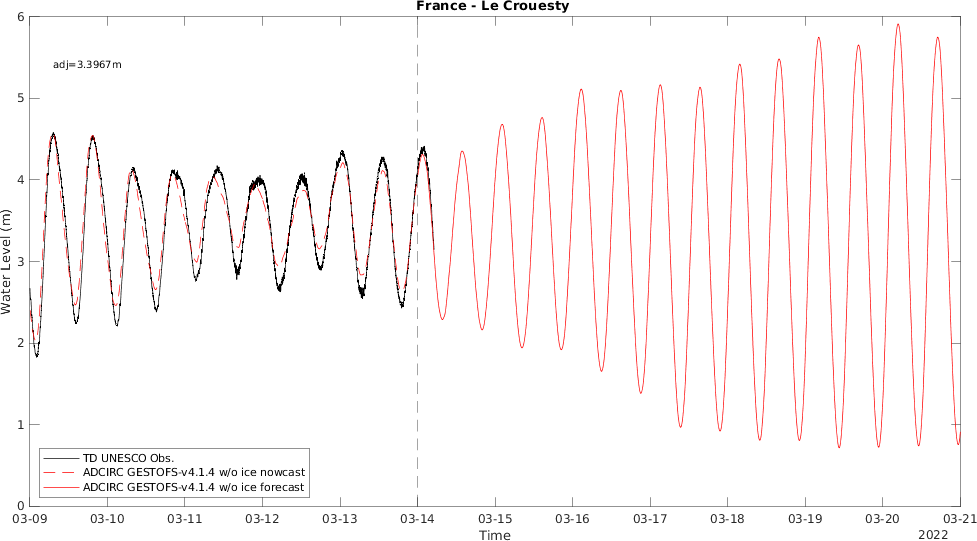 France - Le Crouesty
adj=3.3967m
Water Level (m)
6
5
4
3
2
1
0
TD UNESCO Obs.
ADCIRC GESTOFS-v4.1.4 w/o ice nowcast
ADCIRC GESTOFS-v4.1.4 w/o ice forecast
03-09 03-10 03-11 03-12 03-13 03-14 03-15 03-16 03-17 03-18 03-19 03-20 03-21
Time
2022